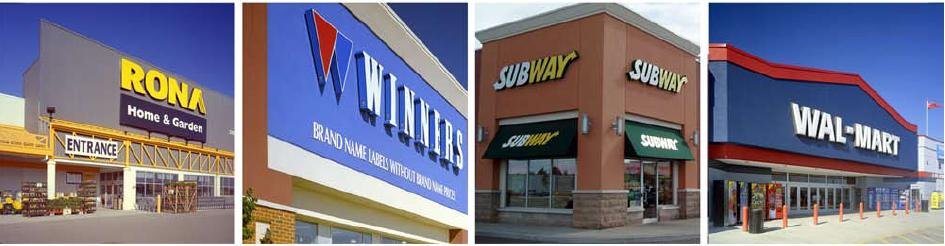 RONA
Home & Garden
ENTRANCE
WINNERS
BRAND NAME LABELS WITHOUT BRAND NAME PRICES
SUBWAY
SUBWAY
SUBWAY
SUBWAY
WAL-MART